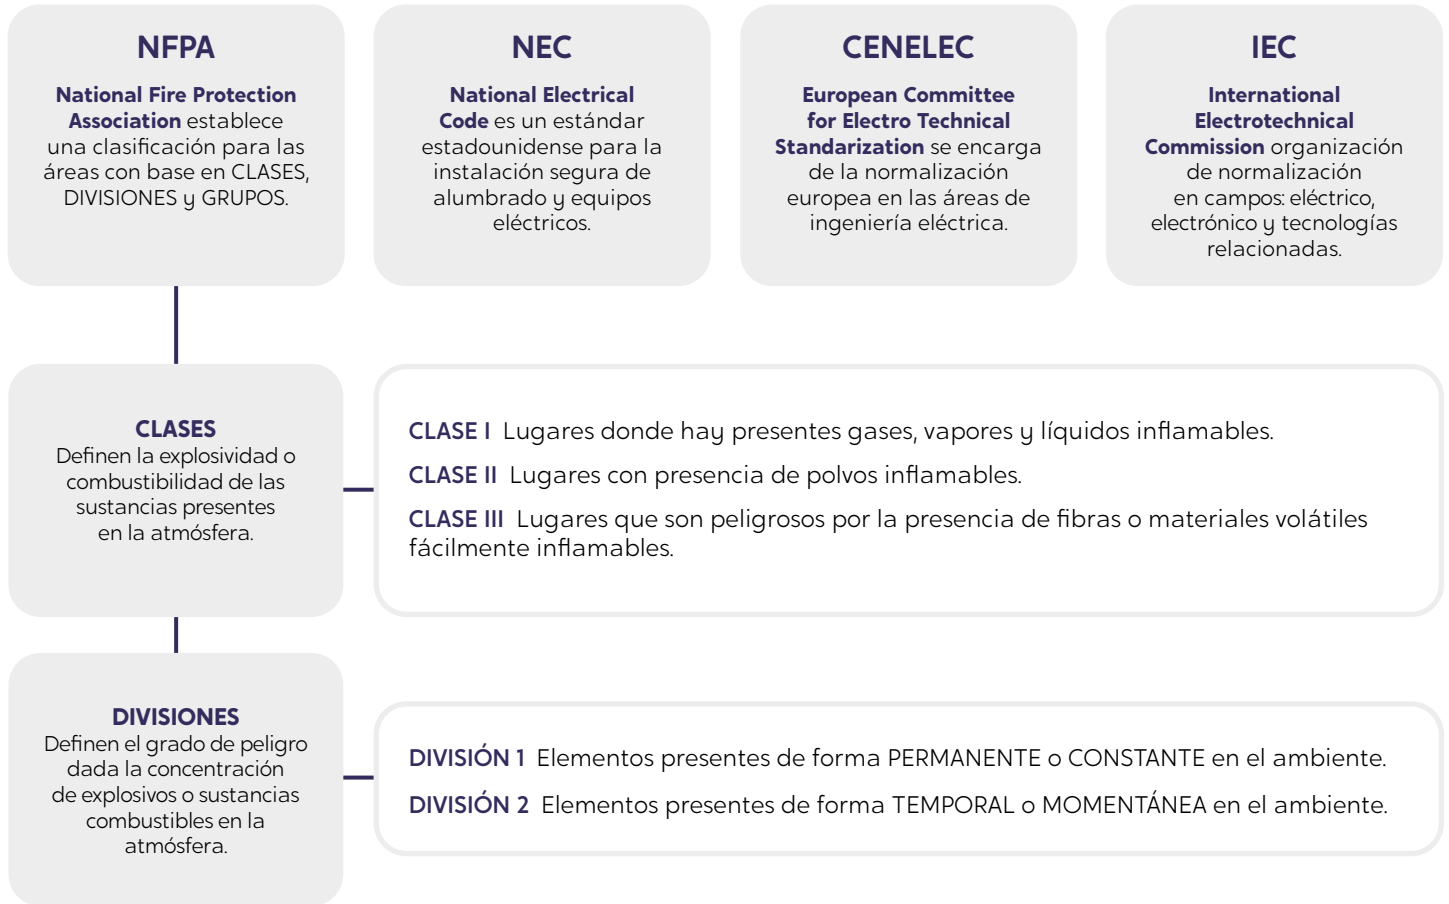 NFPA
National Fire Protection
Association establece
una clasificación para las
áreas con base en CLASES,
DIVISIONES y GRUPOS.
NEC
National Electrical
Code es un estándar
estadounidense para la
instalación segura de
alumbrado y equipos
eléctricos.
CENELEC
European Committee
for Electro Technical
Standarization se encarga
de la normalización
europea en las áreas de
ingeniería eléctrica.
IEC
International
Electrotechnical
Commission organización
de normalización
en campos: eléctrico,
electrónico y tecnologías
relacionadas.
CLASES
Definen la explosividad o
combustibilidad de las
sustancias presentes
en la atmósfera.
CLASE I Lugares donde hay presentes gases, vapores y líquidos inflamables.
CLASE II Lugares con presencia de polvos inflamables.
CLASE III Lugares que son peligrosos por la presencia de fibras o materiales volátiles
fácilmente inflamables.
DIVISIONES
Definen el grado de peligro
dada la concentración
de explosivos o sustancias
combustibles en la
atmósfera.
DIVISIÓN 1 Elementos presentes de forma PERMANENTE o CONSTANTE en el ambiente.
DIVISIÓN 2 Elementos presentes de forma TEMPORAL o MOMENTÁNEA en el ambiente.